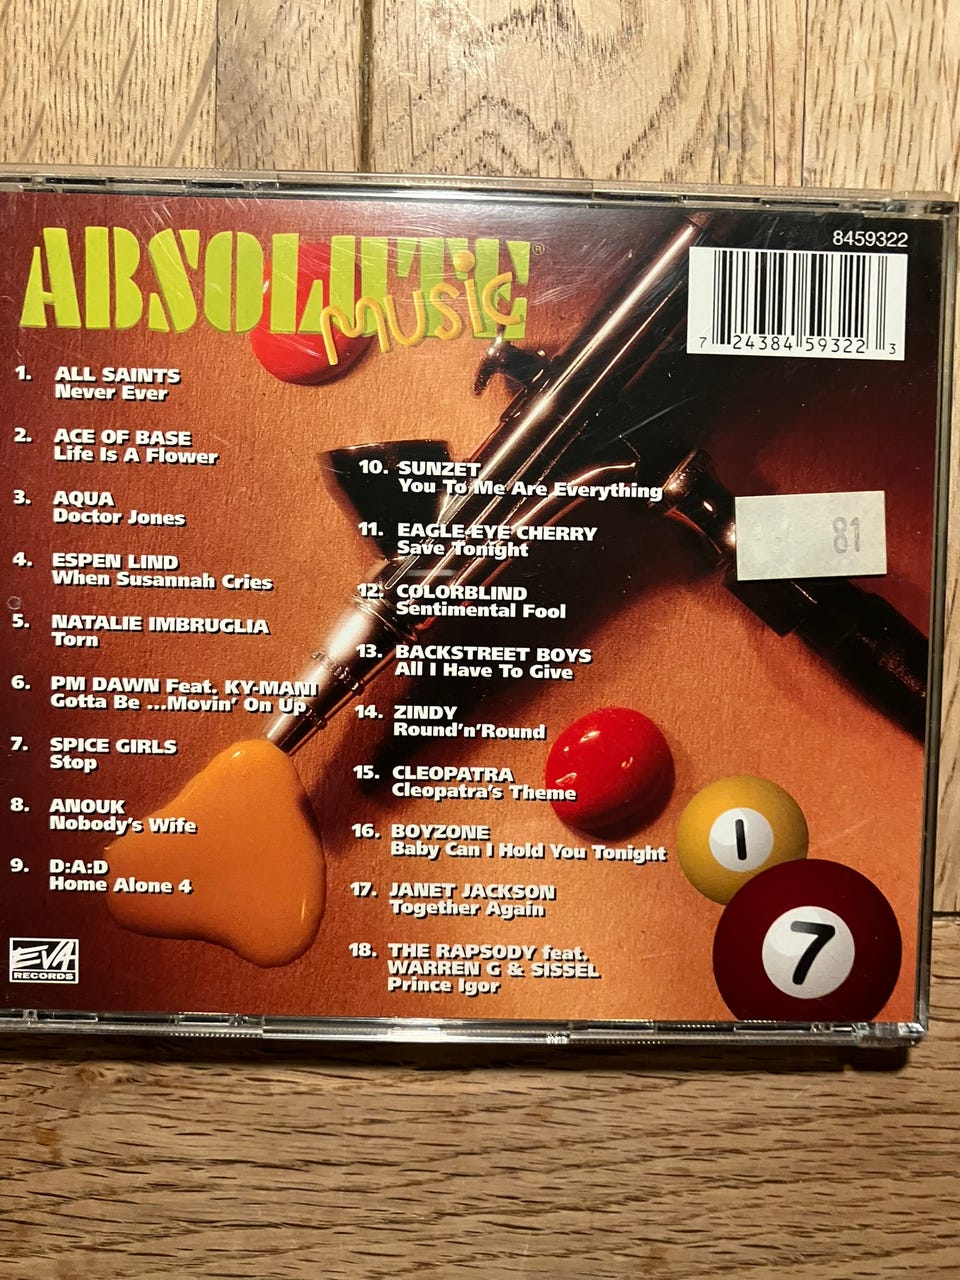 ABSOLUTE®
music
8459322
7 24384 59322 3
1. ALL SAINTS
Never Ever
2. ACE OF BASE
Life Is A Flower
3. AQUA
Doctor Jones
4. ESPEN LIND
When Susannah Cries
5. NATALIE IMBRUGLIA
Torn
6. PM DAWN Feat. KY-MANI
Gotta Be ...Movin' On Up
7. SPICE GIRLS
Stop
8. ANOUK
Nobody's Wife
9. D:A:D
Home Alone 4
EVA
RECORDS
10. SUNZET
You To Me Are Everything
11. EAGLE-EYE CHERRY
Save Tonight
12. COLORBLIND
Sentimental Fool
13. BACKSTREET BOYS
All I Have To Give
14. ZINDY
Round'n'Round
15. CLEOPATRA
Cleopatra's Theme
16. BOYZONE
Baby Can I Hold You Tonight
17. JANET JACKSON
Together Again
18. THE RAPSODY feat.
WARREN G & SISSEL
Prince Igor
81
1
7